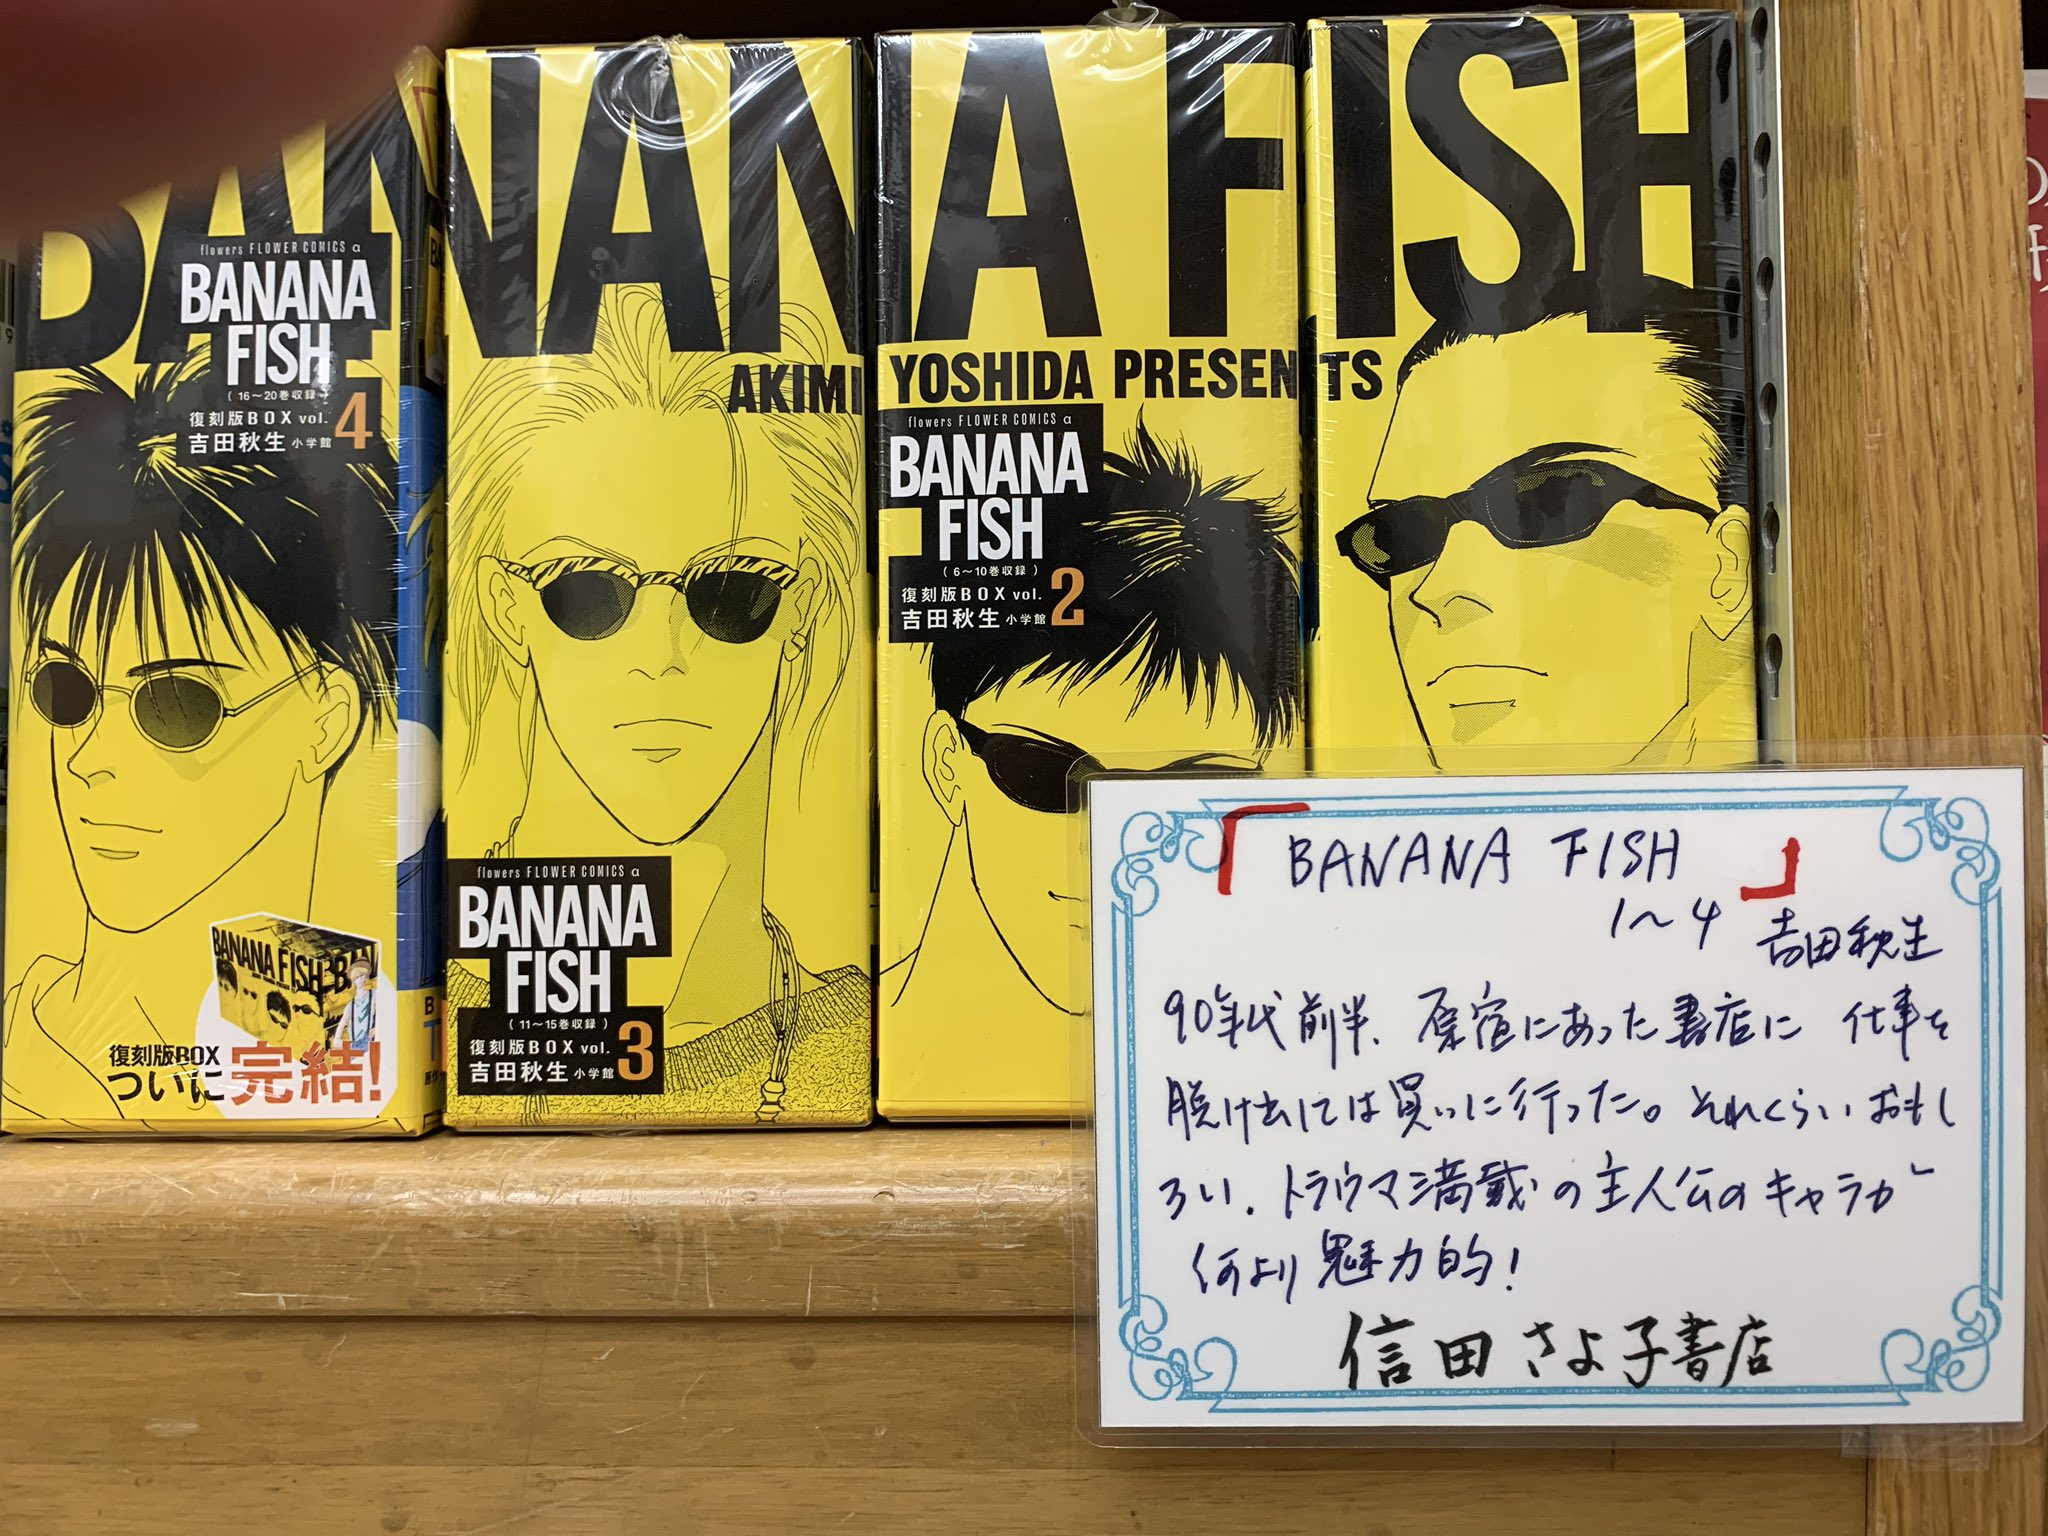 BANANA FISH
AKIMI YOSHIDA PRESENTS
flowers FLOWER COMICS α
BANANA
FISH
(16〜20巻収録)
復刻版BOX vol. 4
吉田秋生 小学館
復刻版BOX
ついに完結!
BANANA FISH
flowers FLOWER COMICS α
BANANA
FISH
(11〜15巻収録)
復刻版BOX vol. 3
吉田秋生 小学館
flowers FLOWER COMICS α
BANANA
FISH
(6〜10巻収録)
復刻版BOX vol. 2
吉田秋生 小学館
「BANANA FISH
1〜4」
吉田秋生
90年代前半、原宿にあった書店に 仕事を
脱け出しては買いに行った。それくらいおもし
ろい。トラウマ満載の主人公のキャラが
何より魅力的!
信田さよ子書店